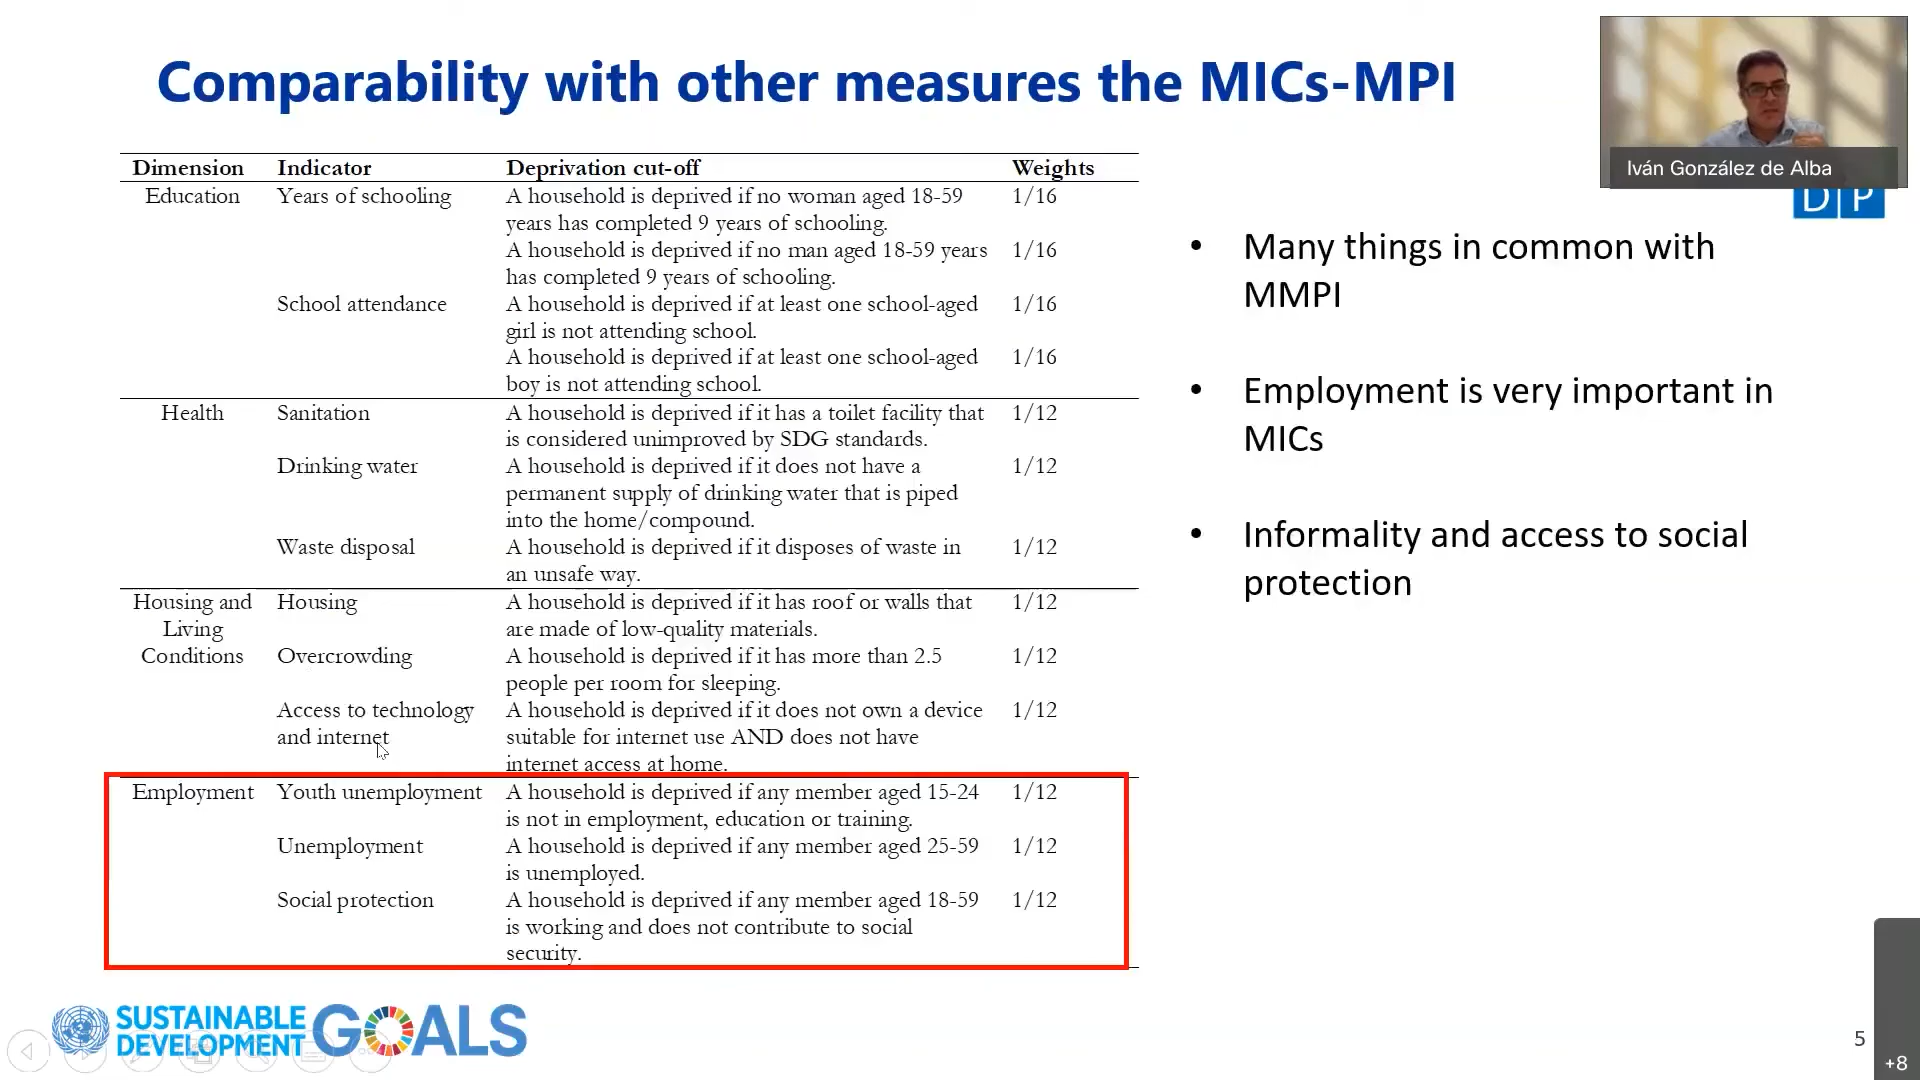 Comparability with other measures the MICs-MPI
Iván González de Alba
D P
Dimension Indicator Deprivation cut-off Weights
Education Years of schooling A household is deprived if no woman aged 18-59 1/16
years has completed 9 years of schooling.
A household is deprived if no man aged 18-59 years 1/16
has completed 9 years of schooling.
School attendance A household is deprived if at least one school-aged 1/16
girl is not attending school.
A household is deprived if at least one school-aged 1/16
boy is not attending school.
Health Sanitation A household is deprived if it has a toilet facility that 1/12
is considered unimproved by SDG standards.
Drinking water A household is deprived if it does not have a 1/12
permanent supply of drinking water that is piped
into the home/compound.
Waste disposal A household is deprived if it disposes of waste in 1/12
an unsafe way.
Housing and Housing A household is deprived if it has roof or walls that 1/12
Living are made of low-quality materials.
Conditions Overcrowding A household is deprived if it has more than 2.5 1/12
people per room for sleeping.
Access to technology A household is deprived if it does not own a device 1/12
and internet suitable for internet use AND does not have
internet access at home.
Employment Youth unemployment A household is deprived if any member aged 15-24 1/12
is not in employment, education or training.
Unemployment A household is deprived if any member aged 25-59 1/12
is unemployed.
Social protection A household is deprived if any member aged 18-59 1/12
is working and does not contribute to social
security.
• Many things in common with
MMPI
• Employment is very important in
MICs
• Informality and access to social
protection
SUSTAINABLE
DEVELOPMENT
GOALS
5
+8